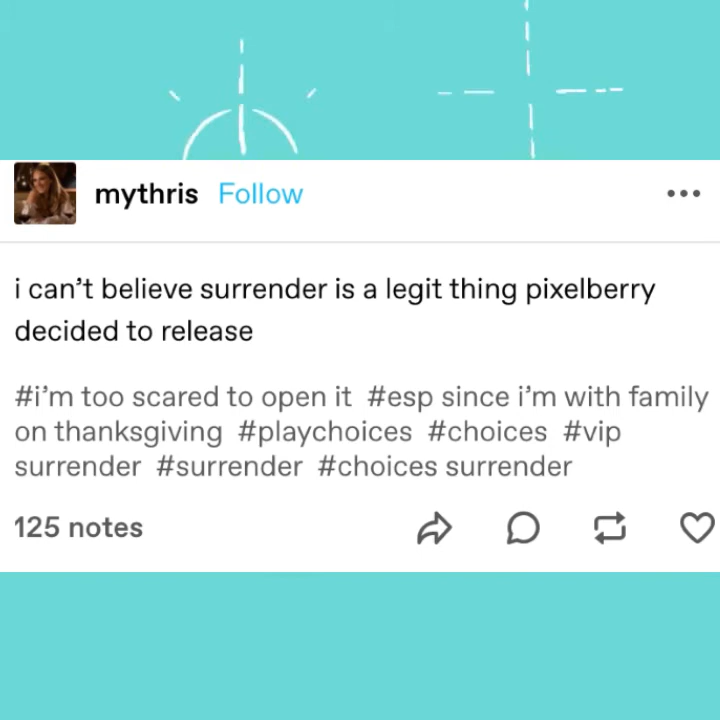 mythris Follow
i can’t believe surrender is a legit thing pixelberry
decided to release
#i’m too scared to open it #esp since i’m with family
on thanksgiving #playchoices #choices #vip
surrender #surrender #choices surrender
125 notes